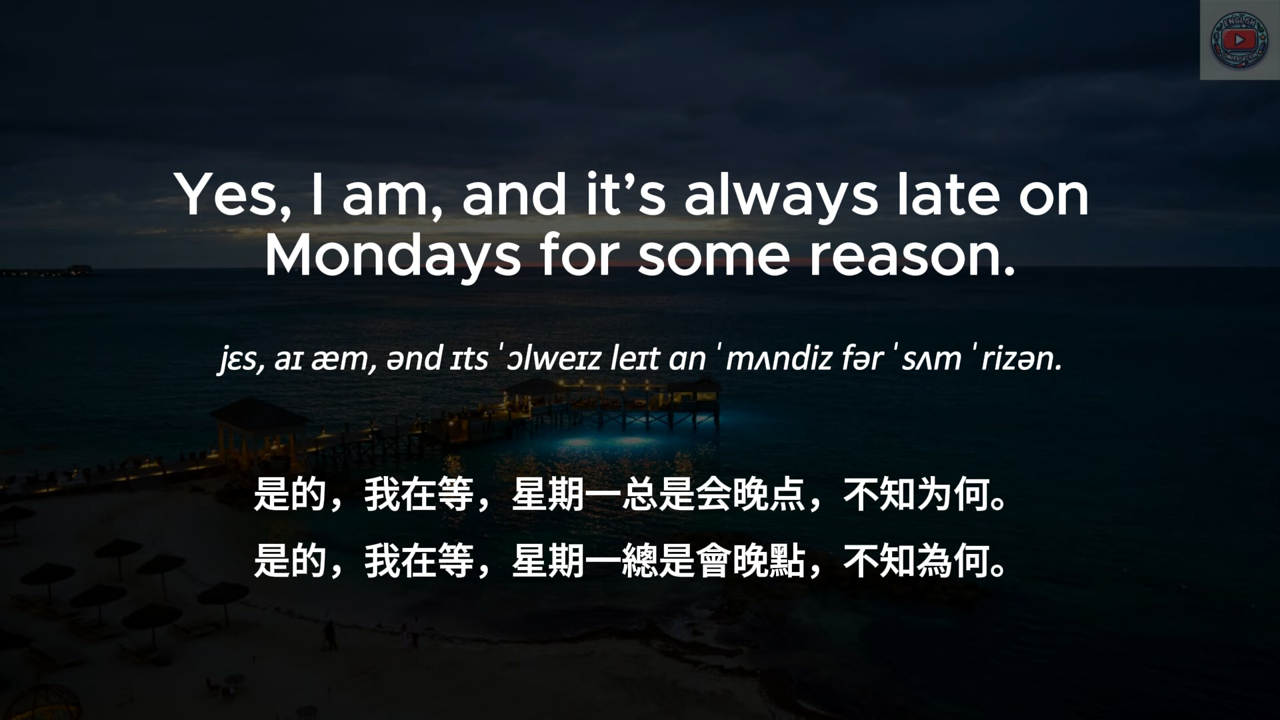 Yes, I am, and it’s always late on
Mondays for some reason.
jɛs, aɪ æm, ənd ɪts ˈɔlweɪz leɪt ɑn ˈmʌndiz fər ˈsʌm ˈrizən.
是的，我在等，星期一总是会晚点，不知为何。
是的，我在等，星期一總是會晚點，不知為何。